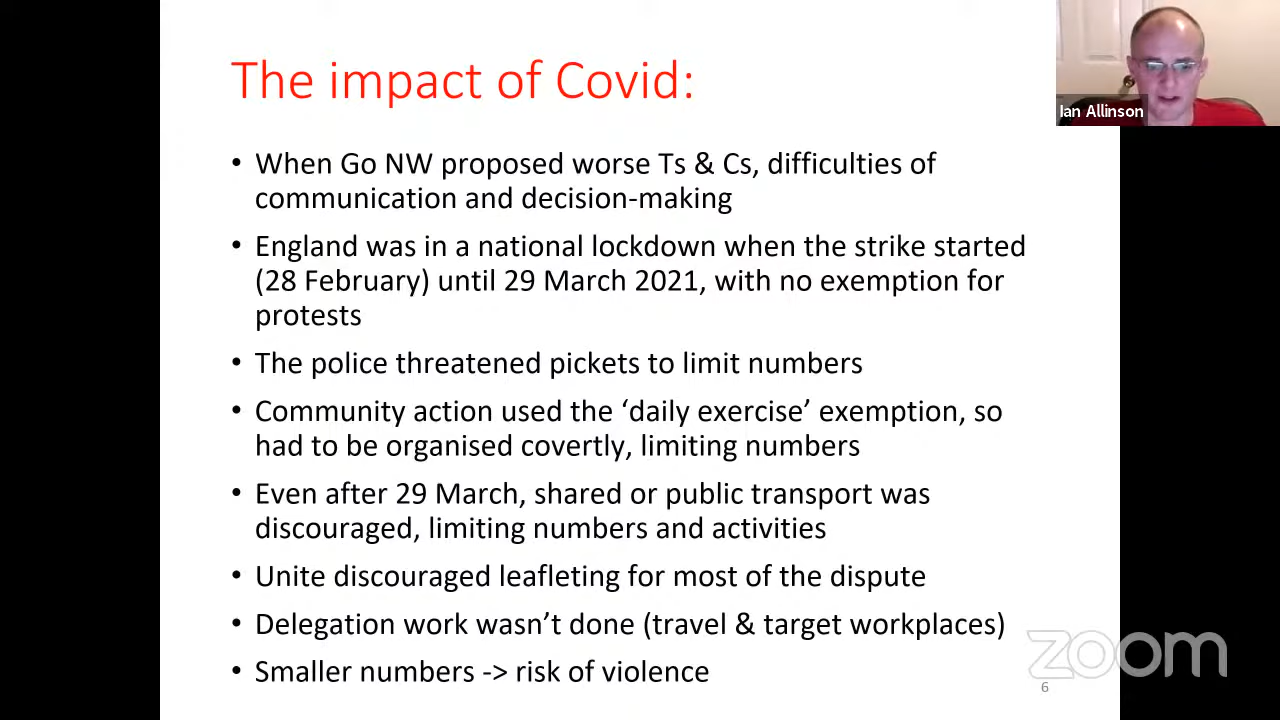 The impact of Covid:
Ian Allinson
• When Go NW proposed worse Ts & Cs, difficulties of
communication and decision-making
• England was in a national lockdown when the strike started
(28 February) until 29 March 2021, with no exemption for
protests
• The police threatened pickets to limit numbers
• Community action used the ‘daily exercise’ exemption, so
had to be organised covertly, limiting numbers
• Even after 29 March, shared or public transport was
discouraged, limiting numbers and activities
• Unite discouraged leafleting for most of the dispute
• Delegation work wasn’t done (travel & target workplaces)
• Smaller numbers -> risk of violence
zoom
6